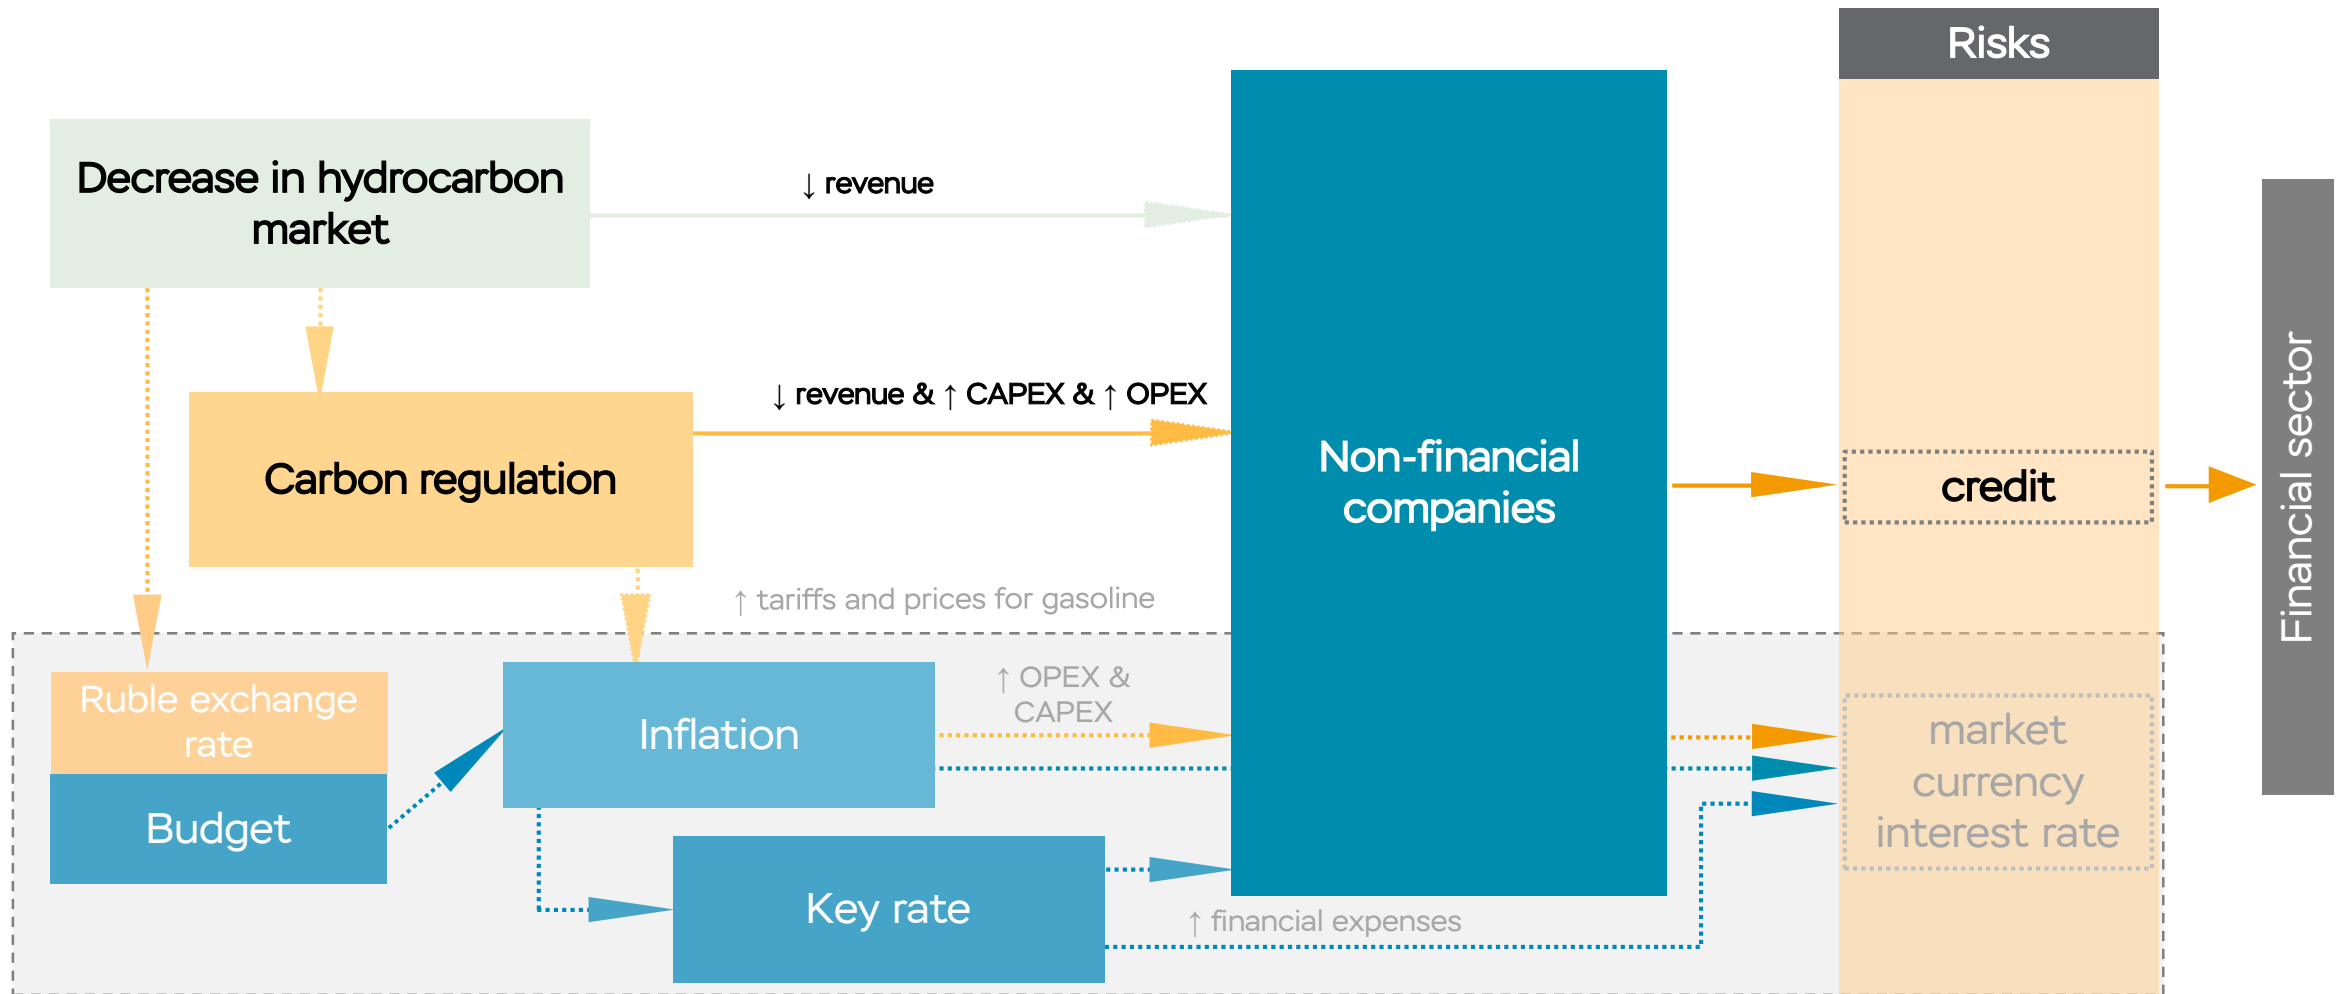 Risks
Decrease in hydrocarbon
market
↓ revenue
↓ revenue & ↑ CAPEX & ↑ OPEX
Carbon regulation
Non-financial
companies
credit
Financial sector
↑ tariffs and prices for gasoline
Ruble exchange
rate
Budget
Inflation
↑ OPEX &
CAPEX
Key rate
↑ financial expenses
market
currency
interest rate